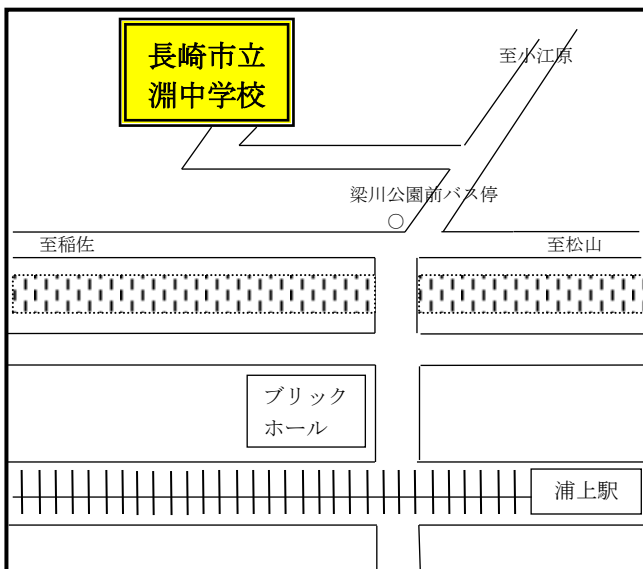 長崎市立
淵中学校
至小江原
梁川公園前バス停
至稲佐
至松山
ブリック
ホール
浦上駅